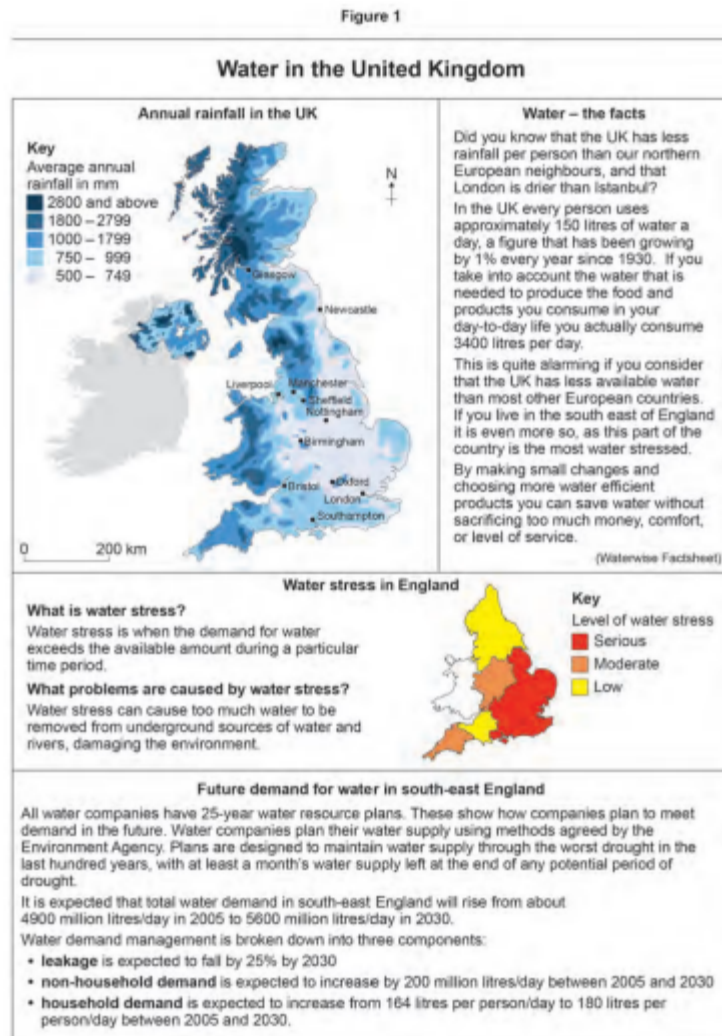 Figure 1
Water in the United Kingdom
Annual rainfall in the UK
Key
Average annual
rainfall in mm
2800 and above
1800 – 2799
1000 – 1799
750 – 999
500 – 749
N
Glasgow
Newcastle
Liverpool
Manchester
Sheffield
Nottingham
Birmingham
Bristol
Oxford
London
Southampton
0 200 km
Water – the facts
Did you know that the UK has less
rainfall per person than our northern
European neighbours, and that
London is drier than Istanbul?
In the UK every person uses
approximately 150 litres of water a
day, a figure that has been growing
by 1% every year since 1930. If you
take into account the water that is
needed to produce the food and
products you consume in your
day-to-day life you actually consume
3400 litres per day.
This is quite alarming if you consider
that the UK has less available water
than most other European countries.
If you live in the south east of England
it is even more so, as this part of the
country is the most water stressed.
By making small changes and
choosing more water efficient
products you can save water without
sacrificing too much money, comfort,
or level of service.
(Waterwise Factsheet)
Water stress in England
What is water stress?
Water stress is when the demand for water
exceeds the available amount during a particular
time period.
What problems are caused by water stress?
Water stress can cause too much water to be
removed from underground sources of water and
rivers, damaging the environment.
Key
Level of water stress
Serious
Moderate
Low
Future demand for water in south-east England
All water companies have 25-year water resource plans. These show how companies plan to meet
demand in the future. Water companies plan their water supply using methods agreed by the
Environment Agency. Plans are designed to maintain water supply through the worst drought in the
last hundred years, with at least a month's water supply left at the end of any potential period of
drought.
It is expected that total water demand in south-east England will rise from about
4900 million litres/day in 2005 to 5600 million litres/day in 2030.
Water demand management is broken down into three components:
• leakage is expected to fall by 25% by 2030
• non-household demand is expected to increase by 200 million litres/day between 2005 and 2030
• household demand is expected to increase from 164 litres per person/day to 180 litres per
person/day between 2005 and 2030.